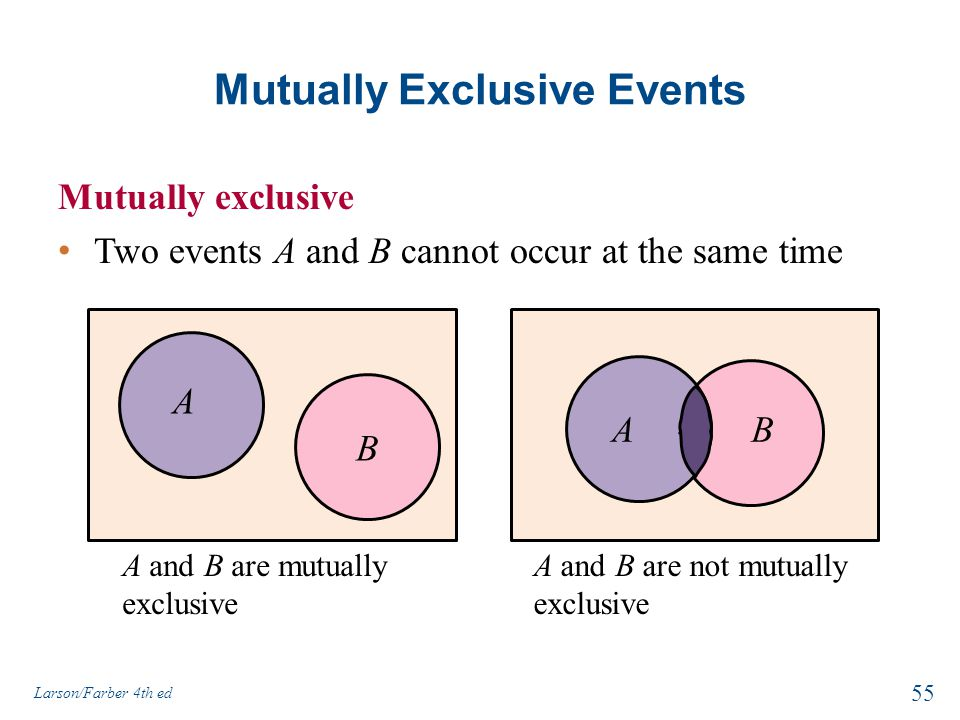 Mutually Exclusive Events
Mutually exclusive
• Two events A and B cannot occur at the same time
A
B
A and B are mutually
exclusive
A
B
A and B are not mutually
exclusive
Larson/Farber 4th ed
55